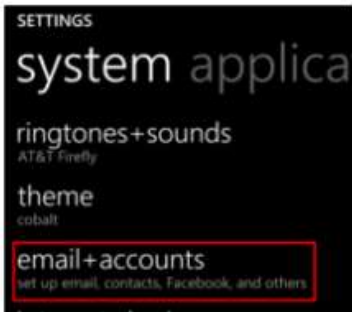 SETTINGS
system applica
ringtones+sounds
AT&T Firefly
theme
cobalt
email+accounts
set up email, contacts, Facebook, and others